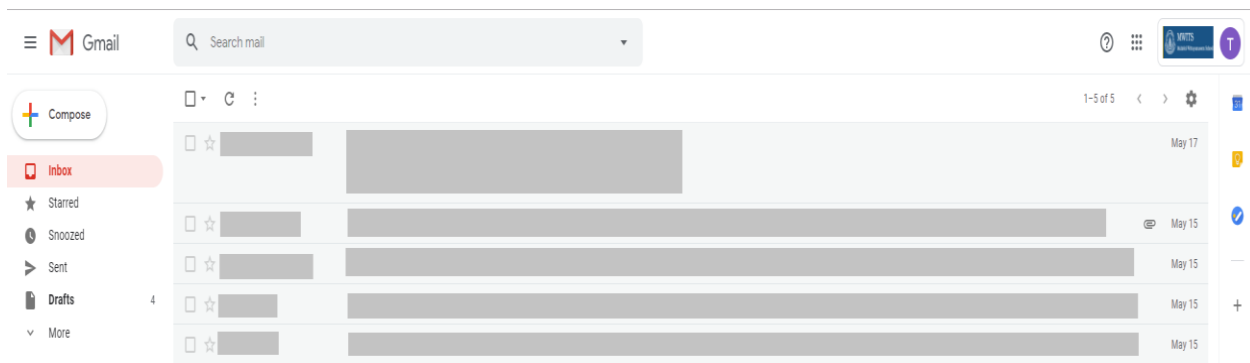 Gmail
Search mail
MWITS
T
Compose
1–5 of 5
May 17
Inbox
Starred
May 15
Snoozed
Sent
May 15
Drafts 4
May 15
More
May 15